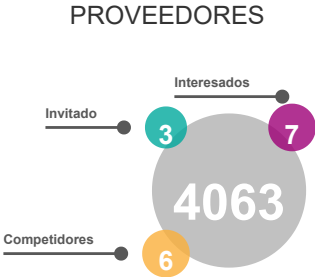 PROVEEDORES
Interesados
Invitado
3
7
4063
Competidores
6